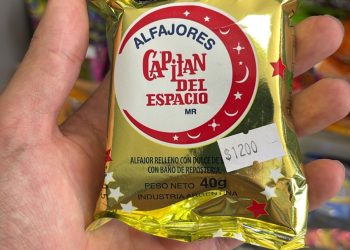 ALFAJORES
CAPITAN
DEL
ESPACIO
MR
$1200
ALFAJOR RELLENO CON DULCE DE
CON BAÑO DE REPOSTERIA
PESO NETO 40g
INDUSTRIA ARGENTINA